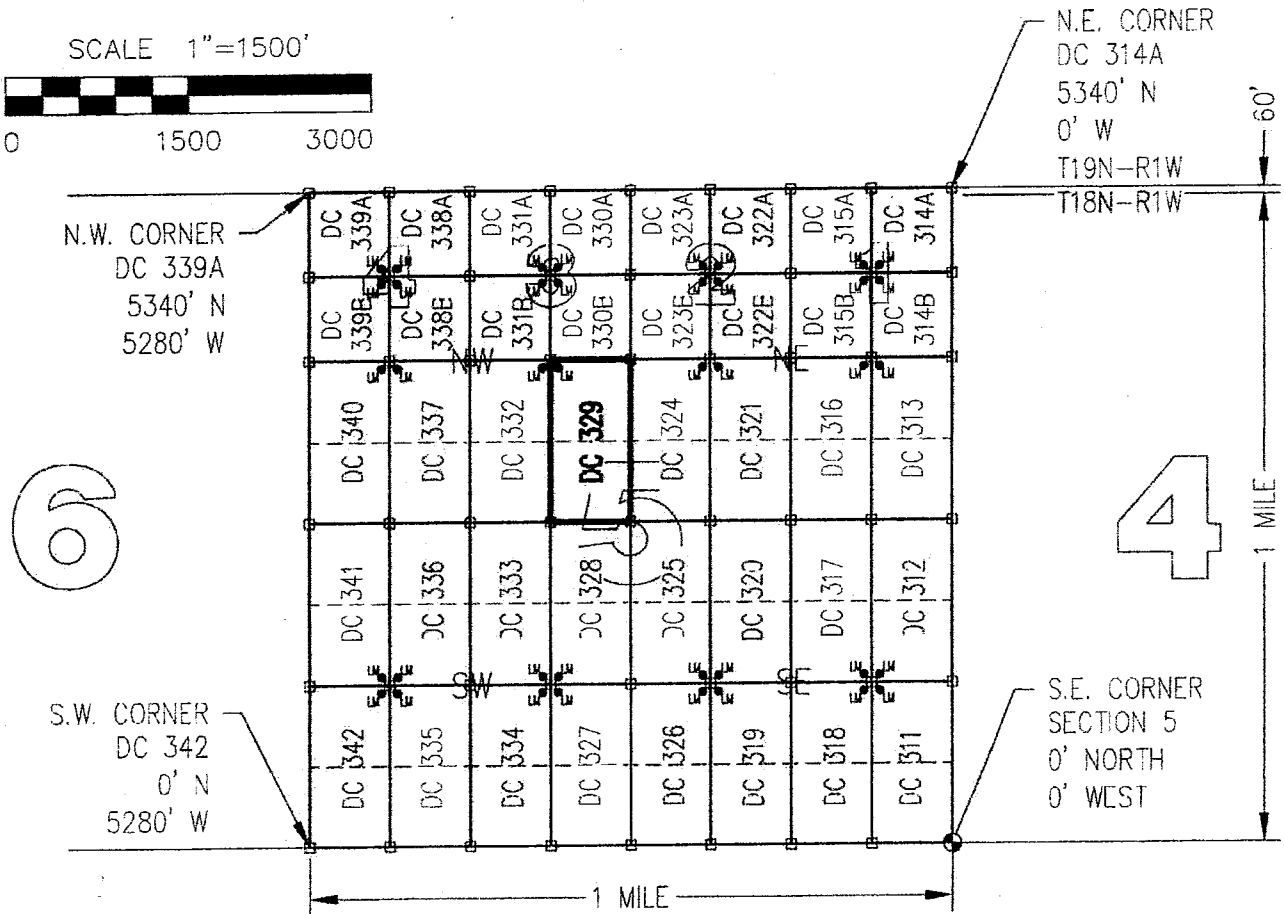 SCALE 1"=1500'
0 1500 3000
N.E. CORNER
DC 314A
5340' N
0' W
T19N-R1W
T18N-R1W
60'
N.W. CORNER
DC 339A
5340' N
5280' W
DC 339A
DC 338A
DC 331A
DC 330A
DC 323A
DC 322A
DC 315A
DC 314A
4 3 2 1
DC 339B
DC 338E
DC 331B
DC 330B
DC 323E
DC 322E
DC 315B
DC 314B
NW NE
DC 340
DC 337
DC 332
DC 329
DC 324
DC 321
DC 316
DC 313
6
5
4
1 MILE
DC 341
DC 336
DC 333
DC 328
DC 325
DC 320
DC 317
DC 312
SW SE
S.W. CORNER
DC 342
0' N
5280' W
DC 342
DC 335
DC 334
DC 327
DC 326
DC 319
DC 318
DC 311
S.E. CORNER
SECTION 5
0' NORTH
0' WEST
1 MILE